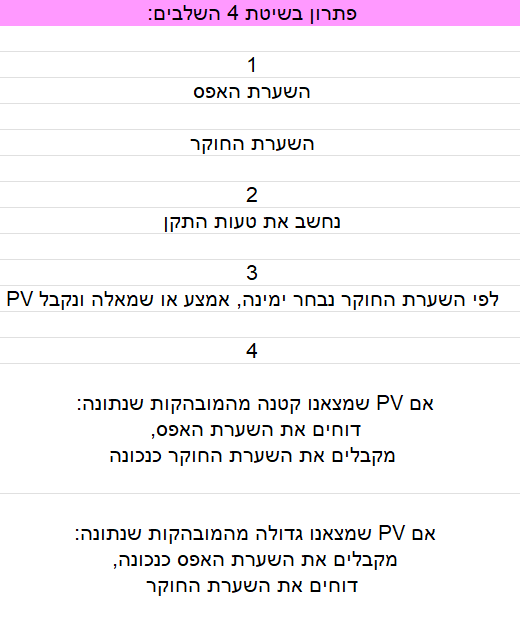 פתרון בשיטת 4 השלבים:
1
השערת האפס
השערת החוקר
2
נחשב את טעות התקן
3
לפי השערת החוקר נבחר ימינה, אמצע או שמאלה ונקבל PV
4
אם PV שמצאנו קטנה מהמובהקות שנתונה:
דוחים את השערת האפס,
מקבלים את השערת החוקר כנכונה
אם PV שמצאנו גדולה מהמובהקות שנתונה:
מקבלים את השערת האפס כנכונה,
דוחים את השערת החוקר